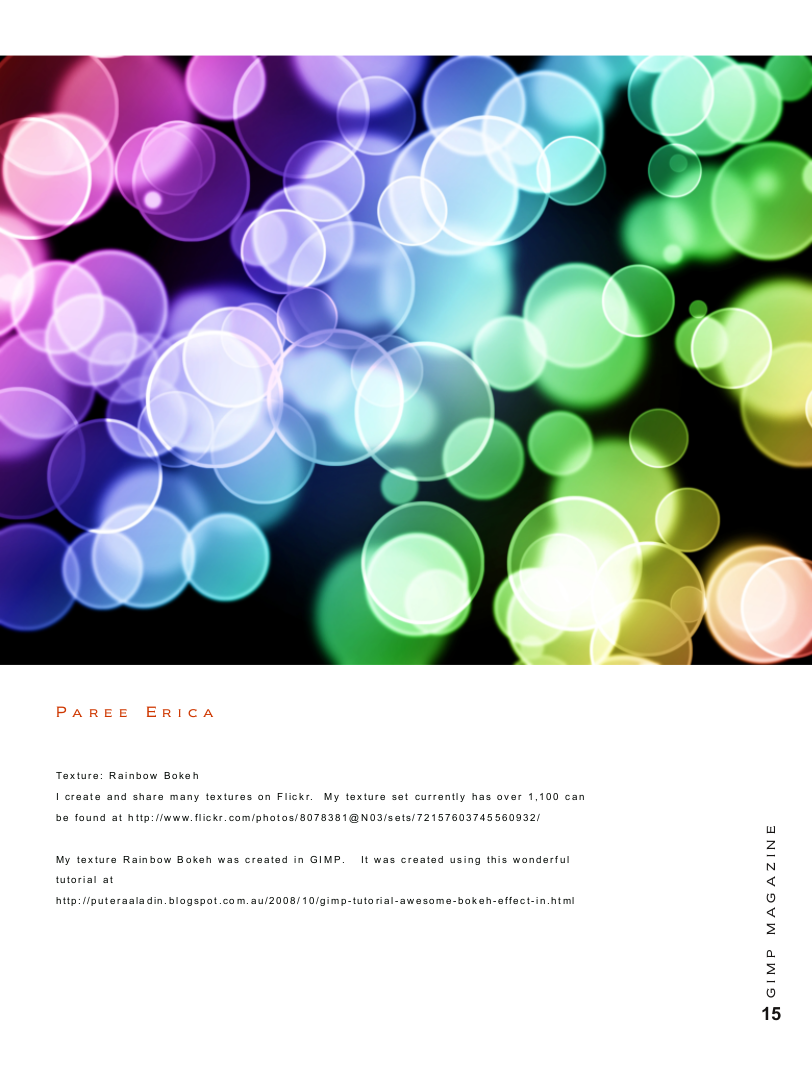 Paree Erica
Texture: Rainbow Bokeh
I create and share many textures on Flickr.  My texture set currently has over 1,100 can
be found at http://www.flickr.com/photos/8078381@N03/sets/72157603745560932/
My texture Rainbow Bokeh was created in GIMP.   It was created using this wonderful
tutorial at
http://puteraaladin.blogspot.com.au/2008/10/gimp-tutorial-awesome-bokeh-effect-in.html
GIMP MAGAZINE
15